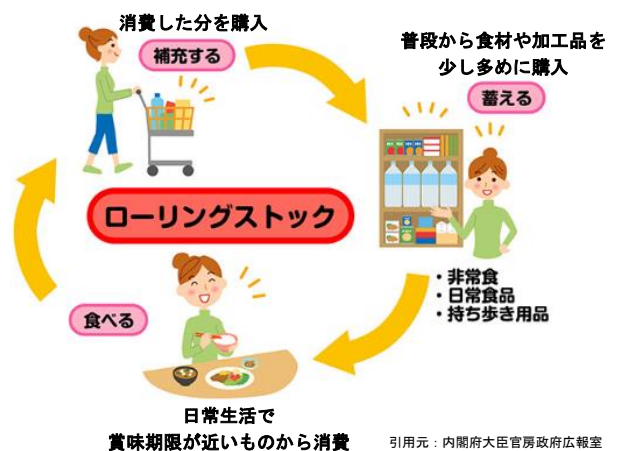 消費した分を購入
補充する
普段から食材や加工品を
少し多めに購入
蓄える
ローリングストック
・非常食
・日常食品
・持ち歩き用品
食べる
日常生活で
賞味期限が近いものから消費
引用元：内閣府大臣官房政府広報室